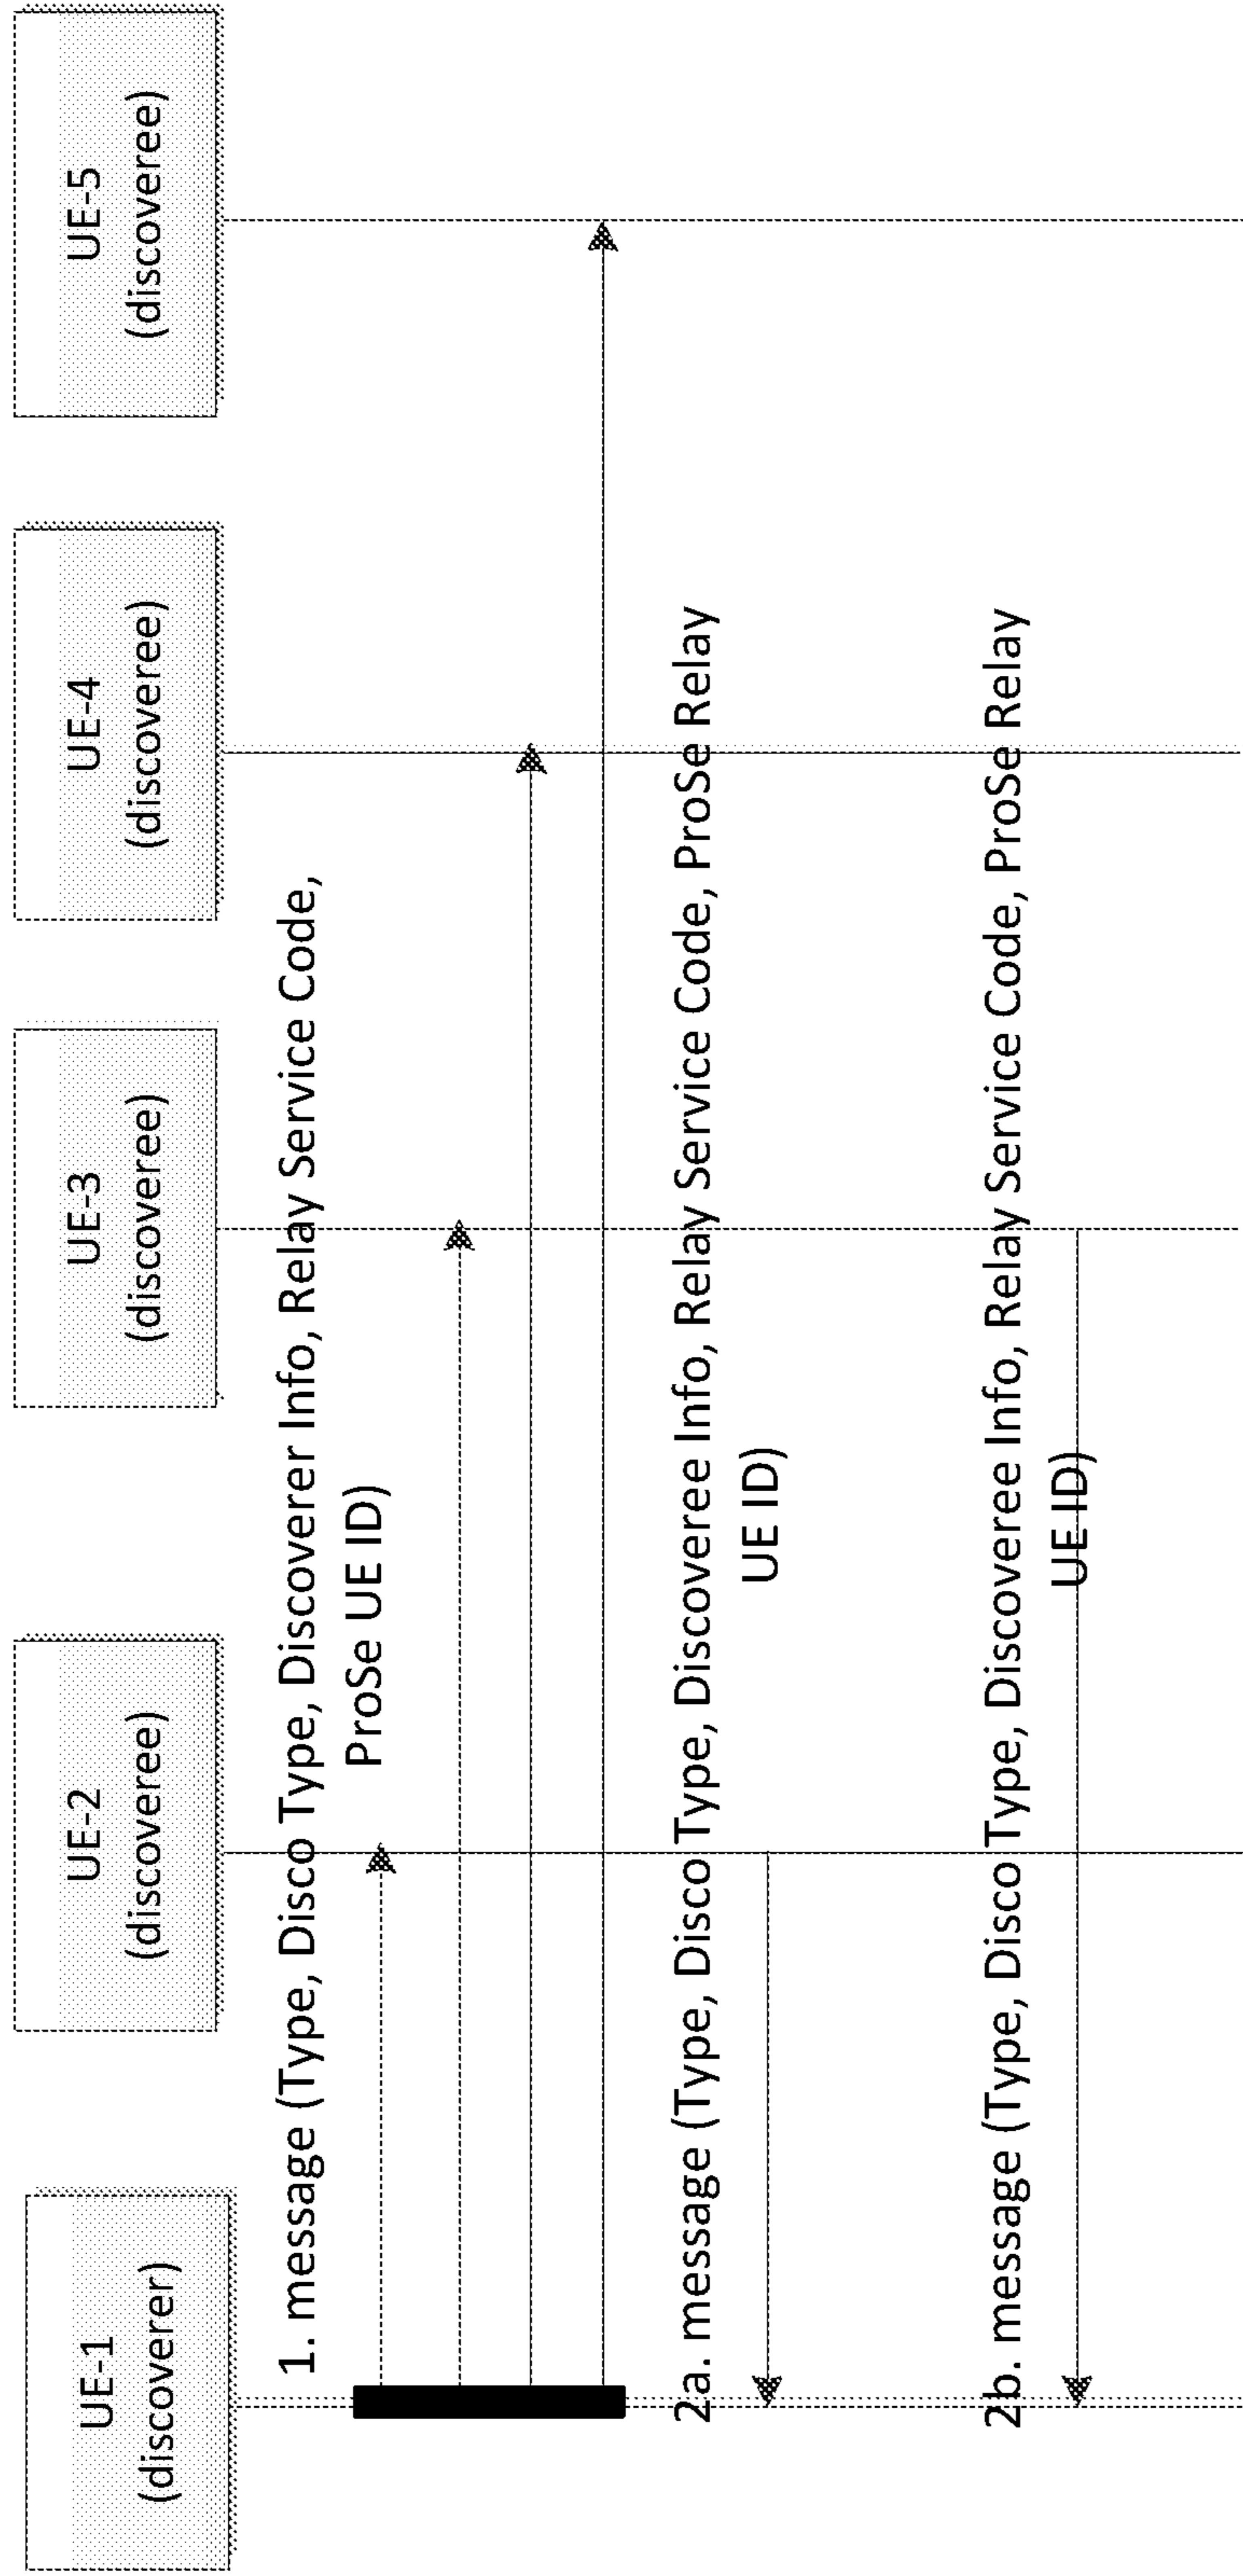 UE-1
(discoverer)
UE-2
(discoveree)
UE-3
(discoveree)
UE-4
(discoveree)
UE-5
(discoveree)
1. message (Type, Disco Type, Discoverer Info, Relay Service Code,
ProSe UE ID)
2a. message (Type, Disco Type, Discoveree Info, Relay Service Code, ProSe Relay
UE ID)
2b. message (Type, Disco Type, Discoveree Info, Relay Service Code, ProSe Relay
UE ID)